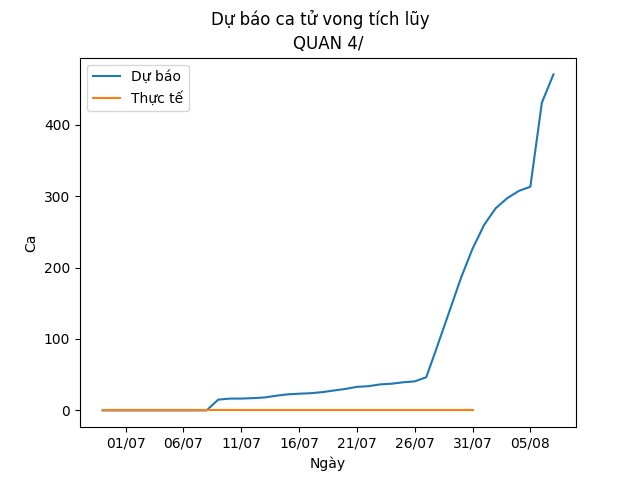 Dự báo ca tử vong tích lũy
QUAN 4/
Dự báo
Thực tế
Ca
400
300
200
100
0
01/07 06/07 11/07 16/07 21/07 26/07 31/07 05/08
Ngày